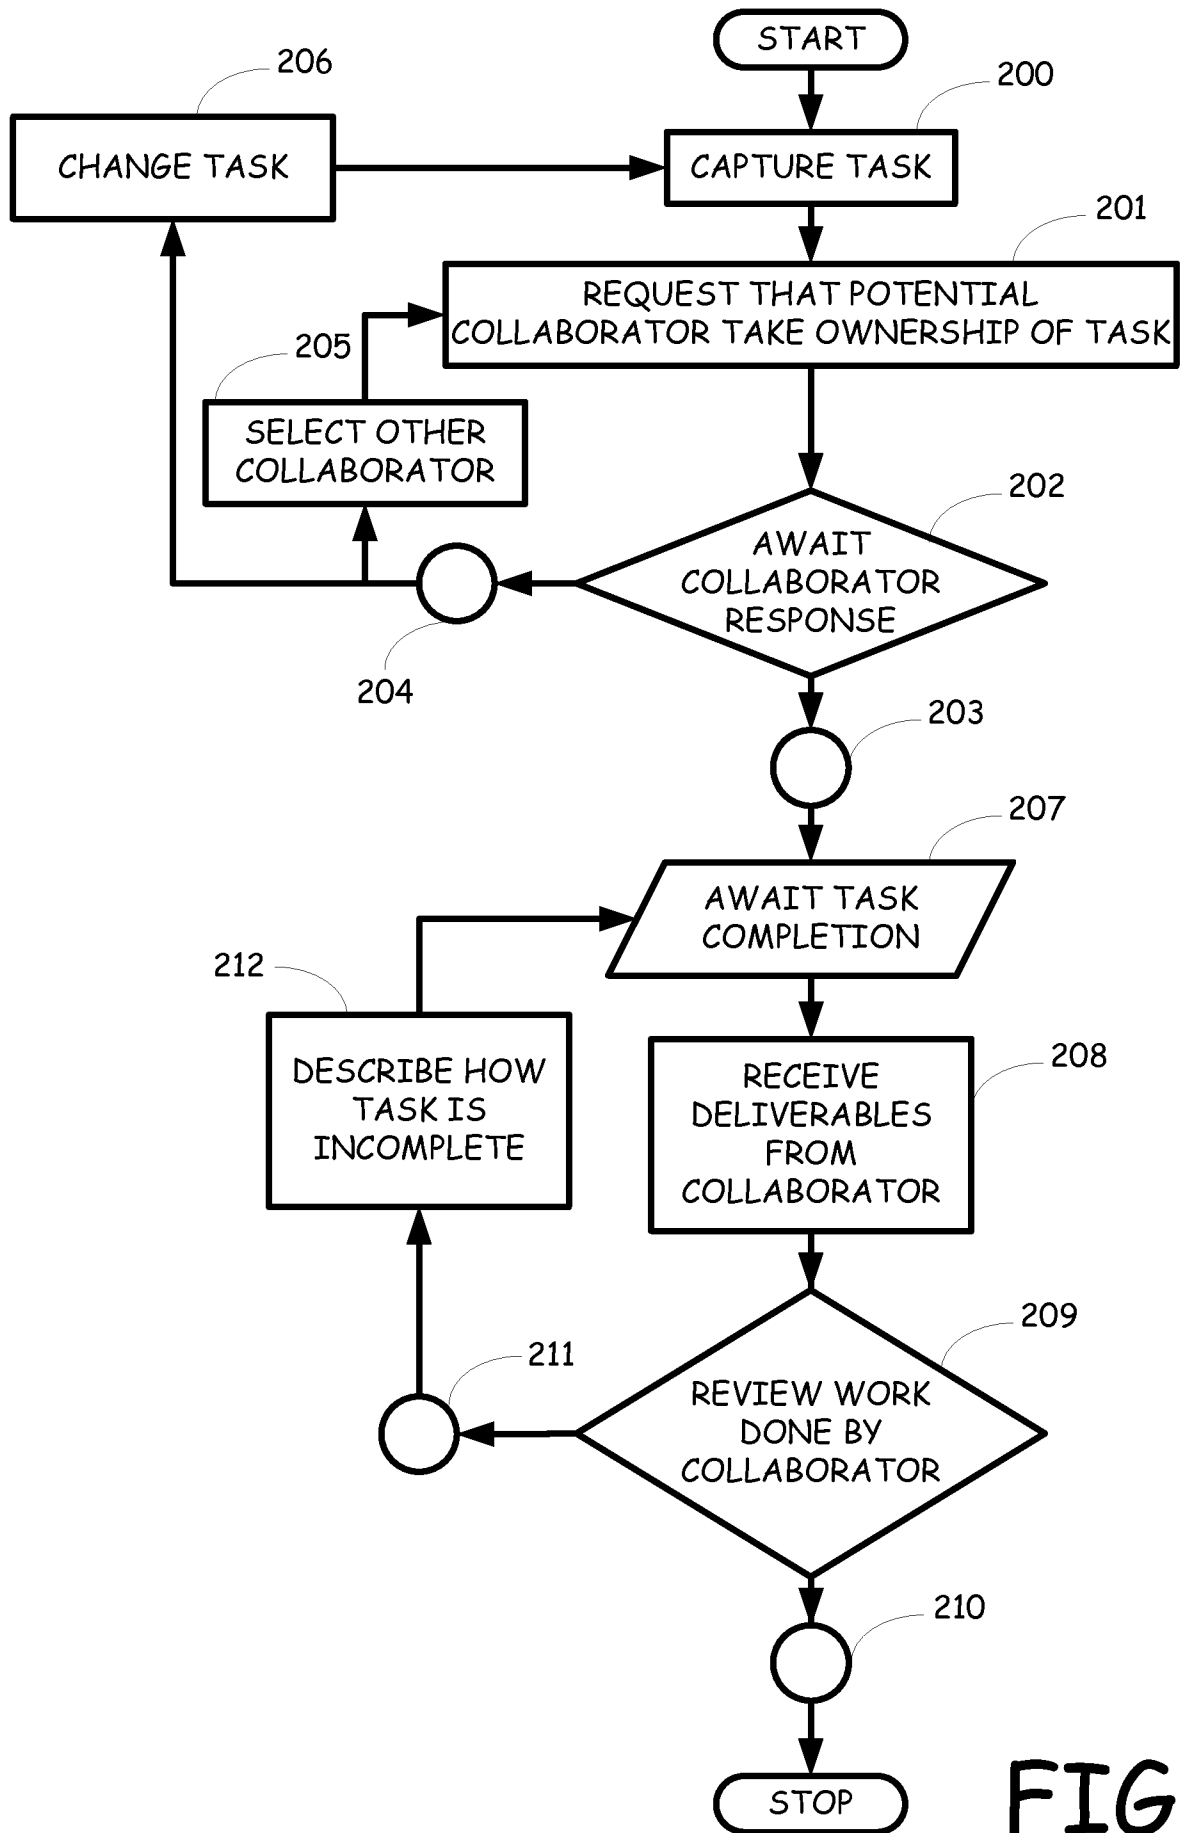 START
206
200
CHANGE TASK
CAPTURE TASK
201
REQUEST THAT POTENTIAL
COLLABORATOR TAKE OWNERSHIP OF TASK
205
SELECT OTHER
COLLABORATOR
202
AWAIT
COLLABORATOR
RESPONSE
204
203
207
AWAIT TASK
COMPLETION
212
DESCRIBE HOW
TASK IS
INCOMPLETE
208
RECEIVE
DELIVERABLES
FROM
COLLABORATOR
209
211
REVIEW WORK
DONE BY
COLLABORATOR
210
STOP
FIG